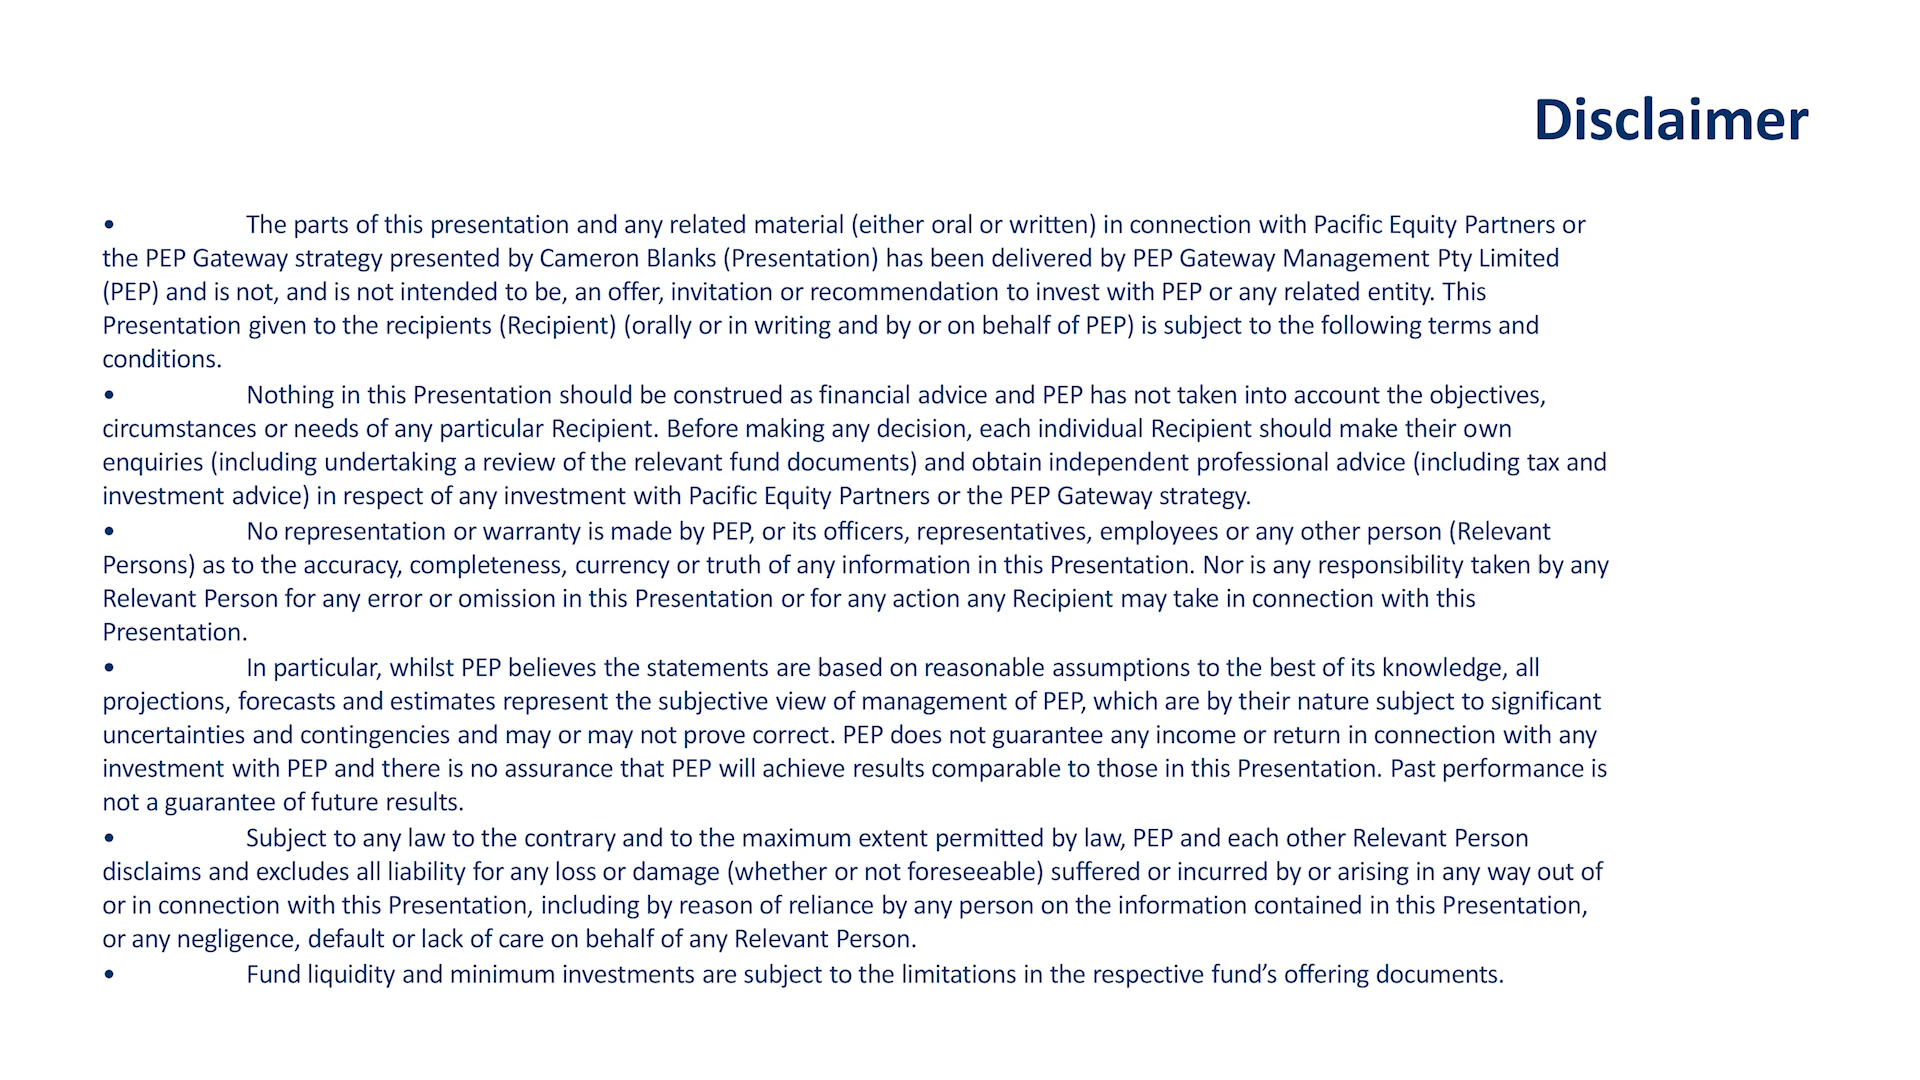 Disclaimer
• The parts of this presentation and any related material (either oral or written) in connection with Pacific Equity Partners or
the PEP Gateway strategy presented by Cameron Blanks (Presentation) has been delivered by PEP Gateway Management Pty Limited
(PEP) and is not, and is not intended to be, an offer, invitation or recommendation to invest with PEP or any related entity. This
Presentation given to the recipients (Recipient) (orally or in writing and by or on behalf of PEP) is subject to the following terms and
conditions.
• Nothing in this Presentation should be construed as financial advice and PEP has not taken into account the objectives,
circumstances or needs of any particular Recipient. Before making any decision, each individual Recipient should make their own
enquiries (including undertaking a review of the relevant fund documents) and obtain independent professional advice (including tax and
investment advice) in respect of any investment with Pacific Equity Partners or the PEP Gateway strategy.
• No representation or warranty is made by PEP, or its officers, representatives, employees or any other person (Relevant
Persons) as to the accuracy, completeness, currency or truth of any information in this Presentation. Nor is any responsibility taken by any
Relevant Person for any error or omission in this Presentation or for any action any Recipient may take in connection with this
Presentation.
• In particular, whilst PEP believes the statements are based on reasonable assumptions to the best of its knowledge, all
projections, forecasts and estimates represent the subjective view of management of PEP, which are by their nature subject to significant
uncertainties and contingencies and may or may not prove correct. PEP does not guarantee any income or return in connection with any
investment with PEP and there is no assurance that PEP will achieve results comparable to those in this Presentation. Past performance is
not a guarantee of future results.
• Subject to any law to the contrary and to the maximum extent permitted by law, PEP and each other Relevant Person
disclaims and excludes all liability for any loss or damage (whether or not foreseeable) suffered or incurred by or arising in any way out of
or in connection with this Presentation, including by reason of reliance by any person on the information contained in this Presentation,
or any negligence, default or lack of care on behalf of any Relevant Person.
• Fund liquidity and minimum investments are subject to the limitations in the respective fund’s offering documents.